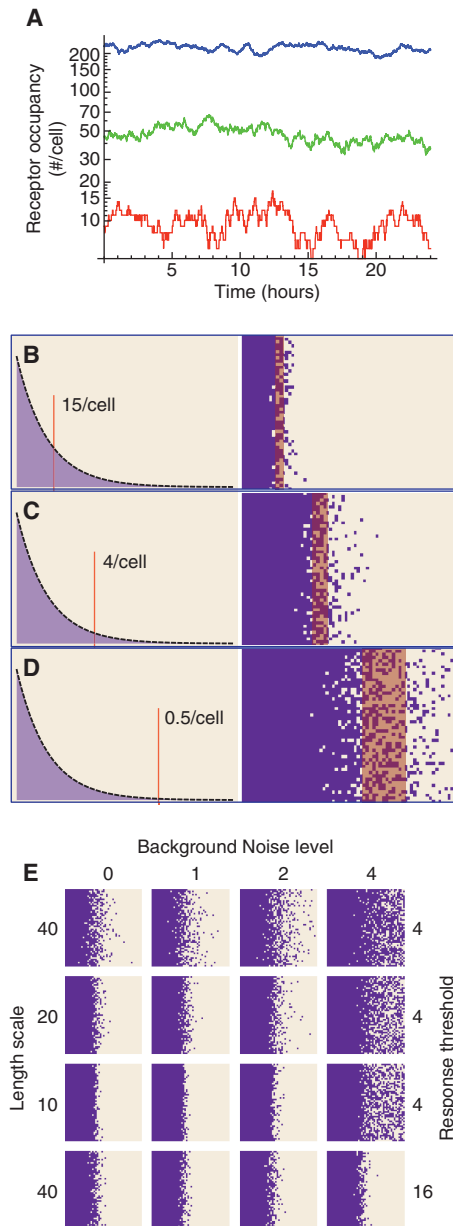 A
Receptor occupancy
(#/cell)
200
150
100
70
50
30
20
15
10
5
10
15
20
Time (hours)
B
15/cell
C
4/cell
D
0.5/cell
Background Noise level
E
0
1
2
4
Length scale
40
20
10
40
Response threshold
4
4
4
16